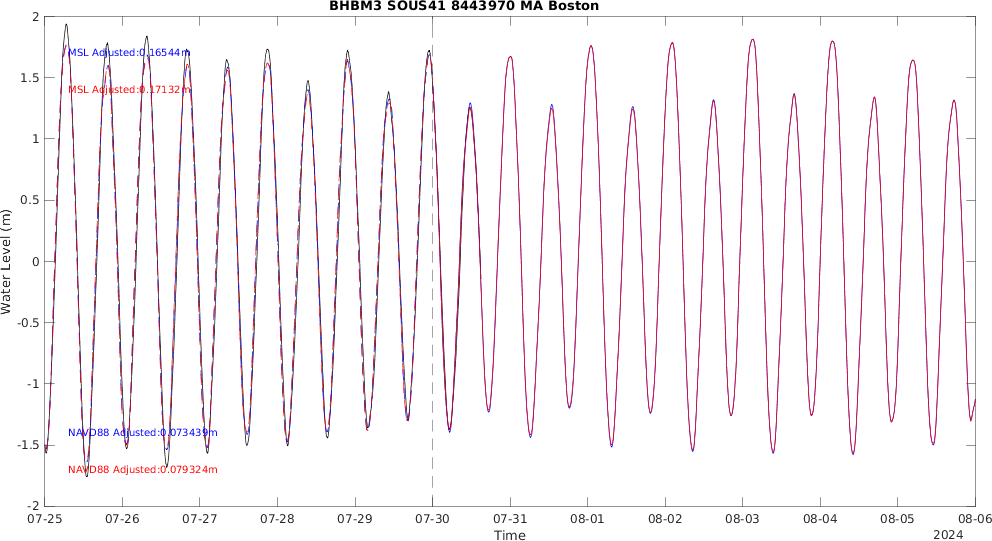 BHBM3 SOUS41 8443970 MA Boston
2
1.5
1
0.5
0
-0.5
-1
-1.5
-2
Water Level (m)
MSL Adjusted:0.16544m
MSL Adjusted:0.17132m
NAVD88 Adjusted:0.073439m
NAVD88 Adjusted:0.079324m
07-25 07-26 07-27 07-28 07-29 07-30 07-31 08-01 08-02 08-03 08-04 08-05 08-06
Time
2024